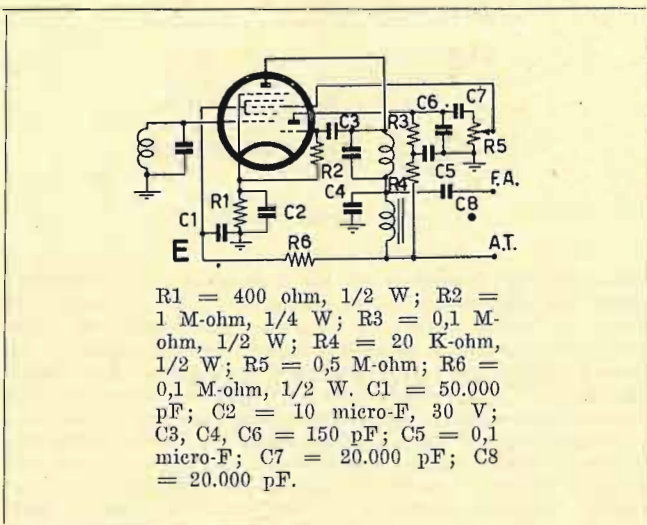 C6
C7
C3
R3
R5
R2
C4
R4
C5
F.A.
C8
R1
C1
C2
E
R6
A.T.
R1 = 400 ohm, 1/2 W; R2 =
1 M-ohm, 1/4 W; R3 = 0,1 M-
ohm, 1/2 W; R4 = 20 K-ohm,
1/2 W; R5 = 0,5 M-ohm; R6 =
0,1 M-ohm, 1/2 W. C1 = 50.000
pF; C2 = 10 micro-F, 30 V;
C3, C4, C6 = 150 pF; C5 = 0,1
micro-F; C7 = 20.000 pF; C8
= 20.000 pF.